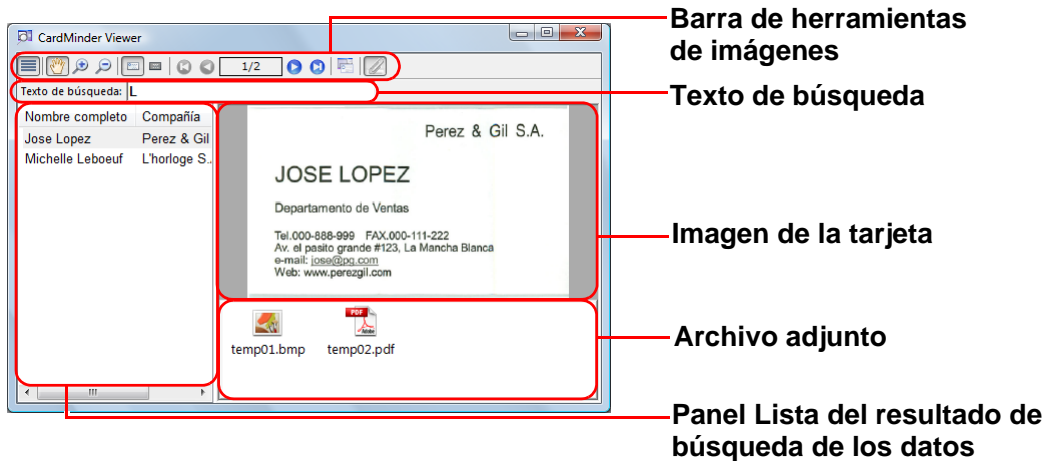 CardMinder Viewer
1/2
Texto de búsqueda: L
Nombre completo Compañía
Jose Lopez Perez & Gil
Michelle Leboeuf L'horloge S..
Perez & Gil S.A.
JOSE LOPEZ
Departamento de Ventas
Tel.000-888-999 FAX.000-111-222
Av. el pasito grande #123, La Mancha Blanca
e-mail: jose@pg.com
Web: www.perezgil.com
PDF
Adobe
temp01.bmp temp02.pdf
Barra de herramientas
de imágenes
Texto de búsqueda
Imagen de la tarjeta
Archivo adjunto
Panel Lista del resultado de
búsqueda de los datos